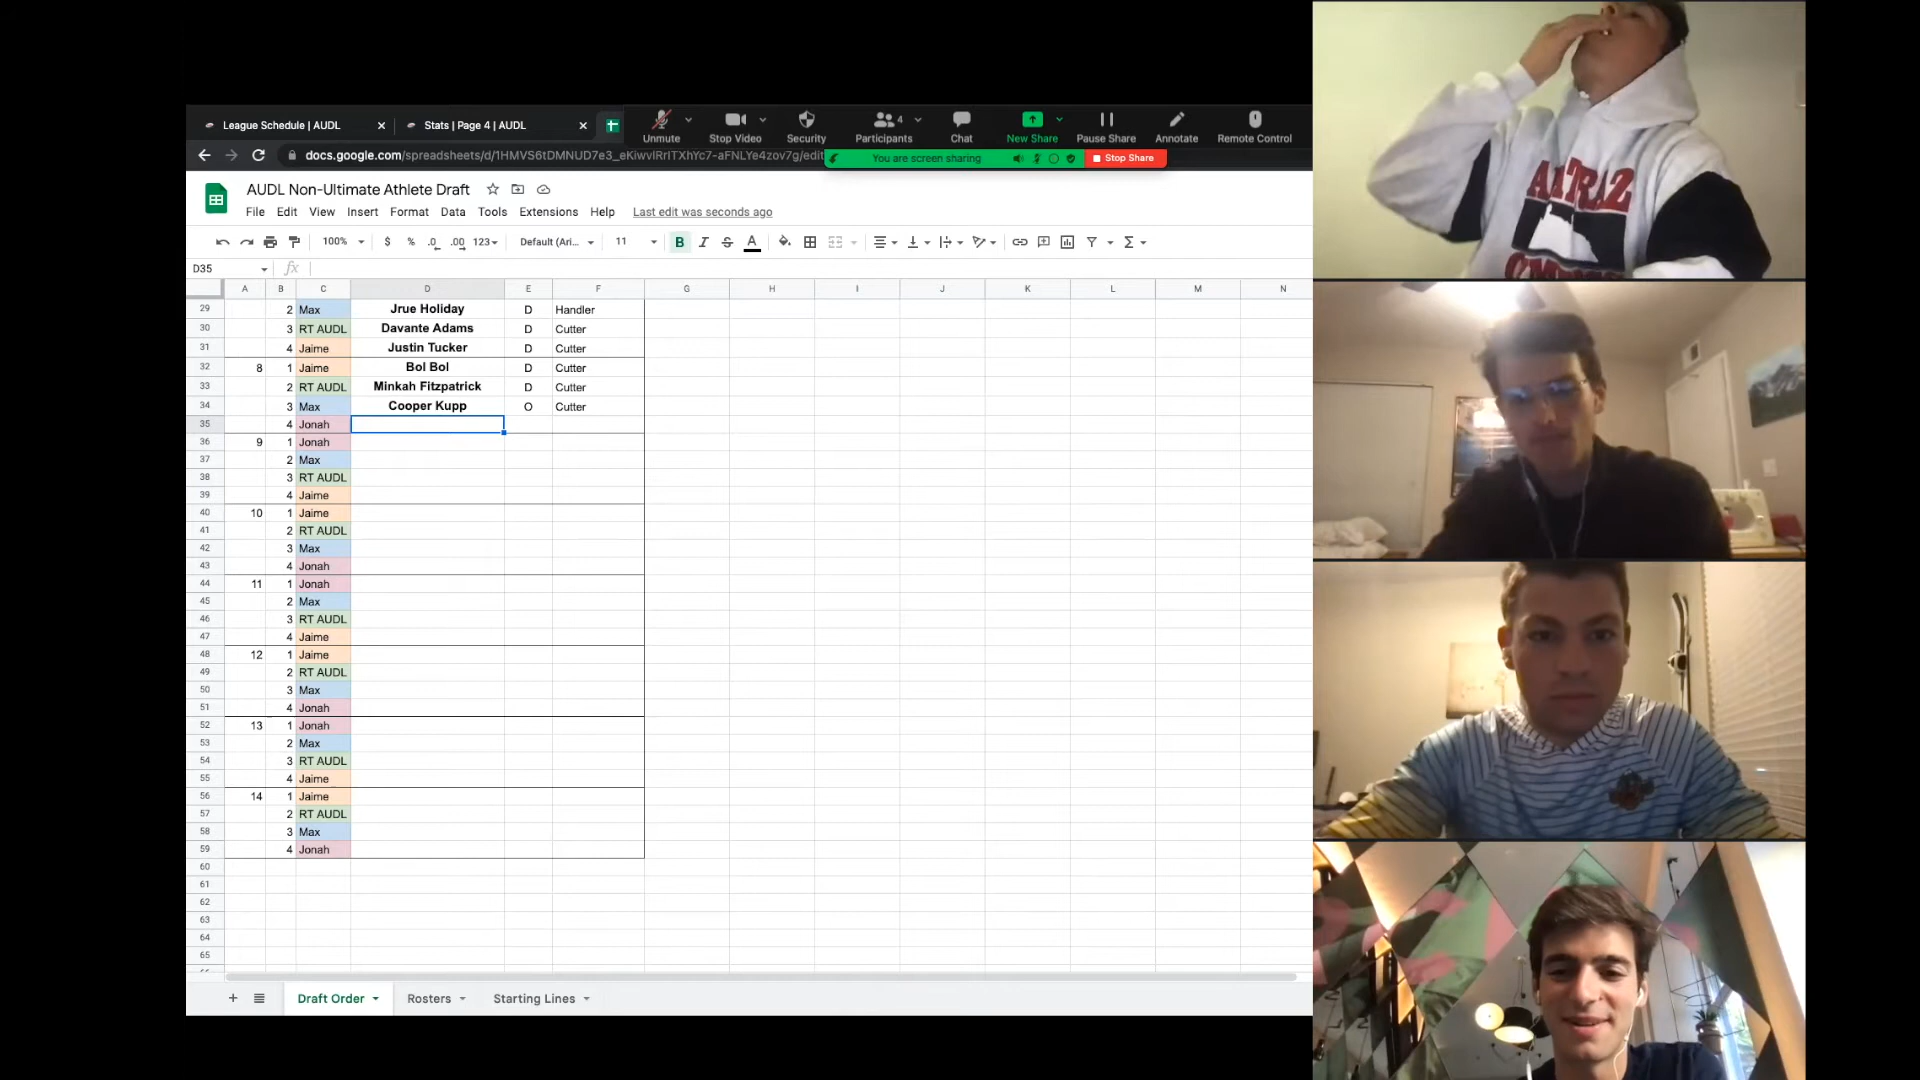 League Schedule | AUDL
Stats | Page 4 | AUDL
Unmute
Stop Video
Security
4
Participants
Chat
New Share
Pause Share
Annotate
Remote Control
You are screen sharing
Stop Share
AUDL Non-Ultimate Athlete Draft
File Edit View Insert Format Data Tools Extensions Help Last edit was seconds ago
100% $ % .0 .00 123 Default (Ari... 11 B I S A
D35 fx
A B C D E F G H I J K L M N
29 2 Max Jrue Holiday D Handler
30 3 RT AUDL Davante Adams D Cutter
31 4 Jaime Justin Tucker D Cutter
32 8 1 Jaime Bol Bol D Cutter
33 2 RT AUDL Minkah Fitzpatrick D Cutter
34 3 Max Cooper Kupp O Cutter
35 4 Jonah
36 9 1 Jonah
37 2 Max
38 3 RT AUDL
39 4 Jaime
40 10 1 Jaime
41 2 RT AUDL
42 3 Max
43 4 Jonah
44 11 1 Jonah
45 2 Max
46 3 RT AUDL
47 4 Jaime
48 12 1 Jaime
49 2 RT AUDL
50 3 Max
51 4 Jonah
52 13 1 Jonah
53 2 Max
54 3 RT AUDL
55 4 Jaime
56 14 1 Jaime
57 2 RT AUDL
58 3 Max
59 4 Jonah
60
61
62
63
64
65
Draft Order
Rosters
Starting Lines